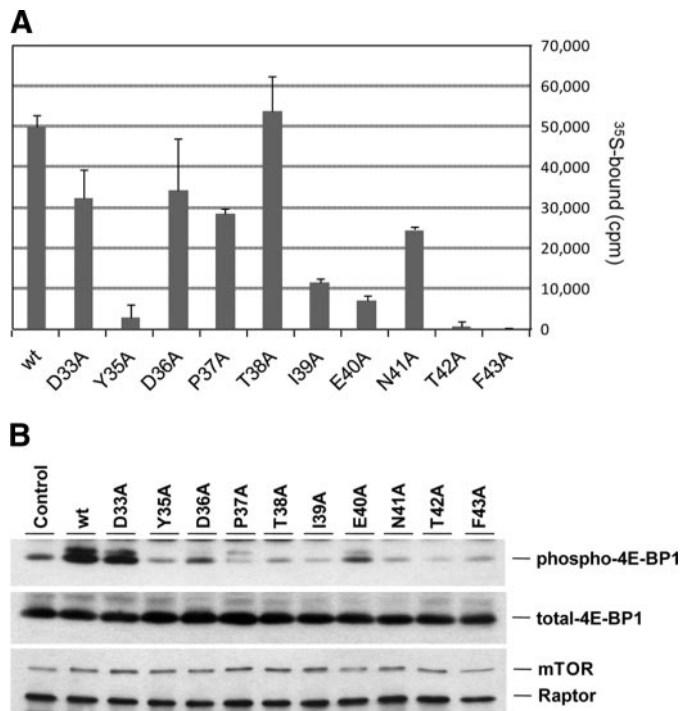 A
70,000
60,000
50,000
40,000
30,000
20,000
10,000
0
³⁵S-bound (cpm)
wt D33A Y35A D36A P37A T38A I39A E40A N41A T42A F43A
B
Control wt D33A Y35A D36A P37A T38A I39A E40A N41A T42A F43A
phospho-4E-BP1
total-4E-BP1
mTOR
Raptor